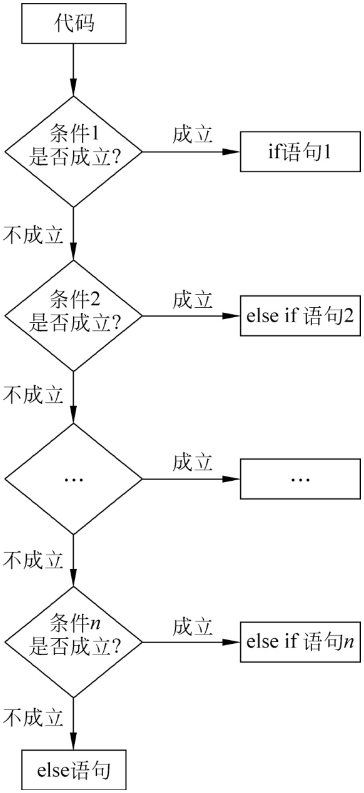 代码
条件1
是否成立?
成立
if语句1
不成立
条件2
是否成立?
成立
else if 语句2
不成立
…
成立
…
不成立
条件n
是否成立?
成立
else if 语句n
不成立
else语句